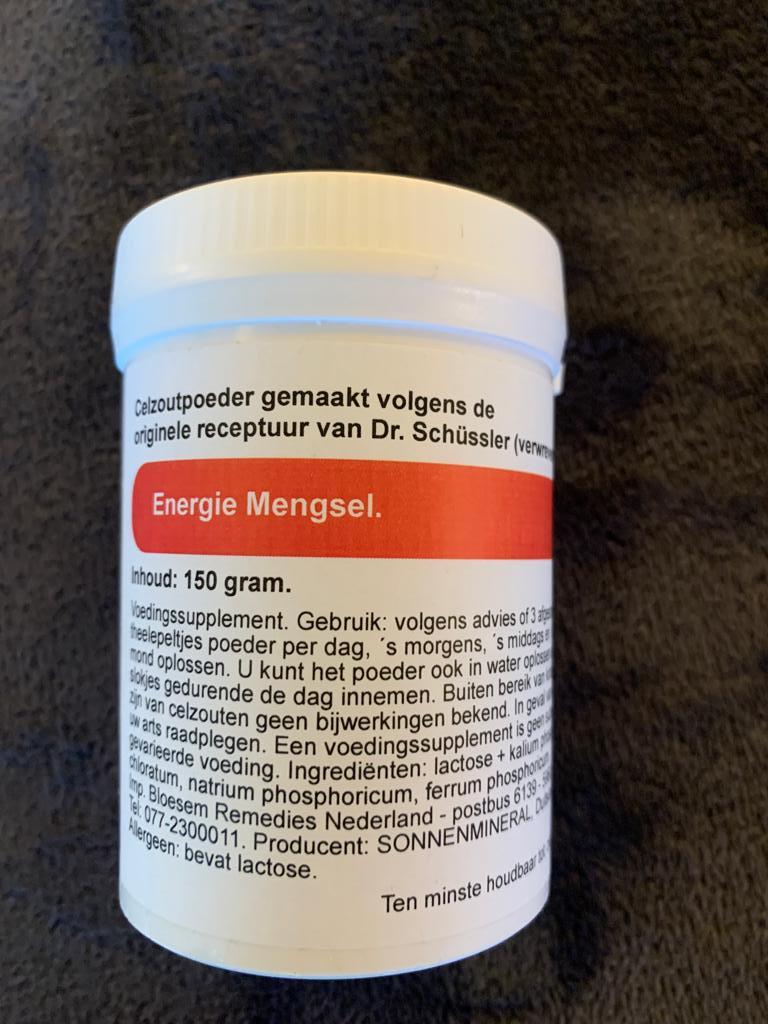 Celzoutpoeder gemaakt volgens de
originele receptuur van Dr. Schüssler
Energie Mengsel.
Inhoud: 150 gram.
Voedingssupplement. Gebruik: volgens advies of 3
theelepeltjes poeder per dag, ´s morgens, ´s middags
mond oplossen. U kunt het poeder ook in water
slokjes gedurende de dag innemen. Buiten bereik van
zijn van celzouten geen bijwerkingen bekend. In geval
uw arts raadplegen. Een voedingssupplement is geen
gevarieerde voeding. Ingrediënten: lactose + kalium
chloratum, natrium phosphoricum, ferrum phosphoricum
Imp. Bloesem Remedies Nederland - postbus 6139 -
Tel: 077-2300011. Producent: SONNENMINERAL,
Allergeen: bevat lactose.
Ten minste houdbaar